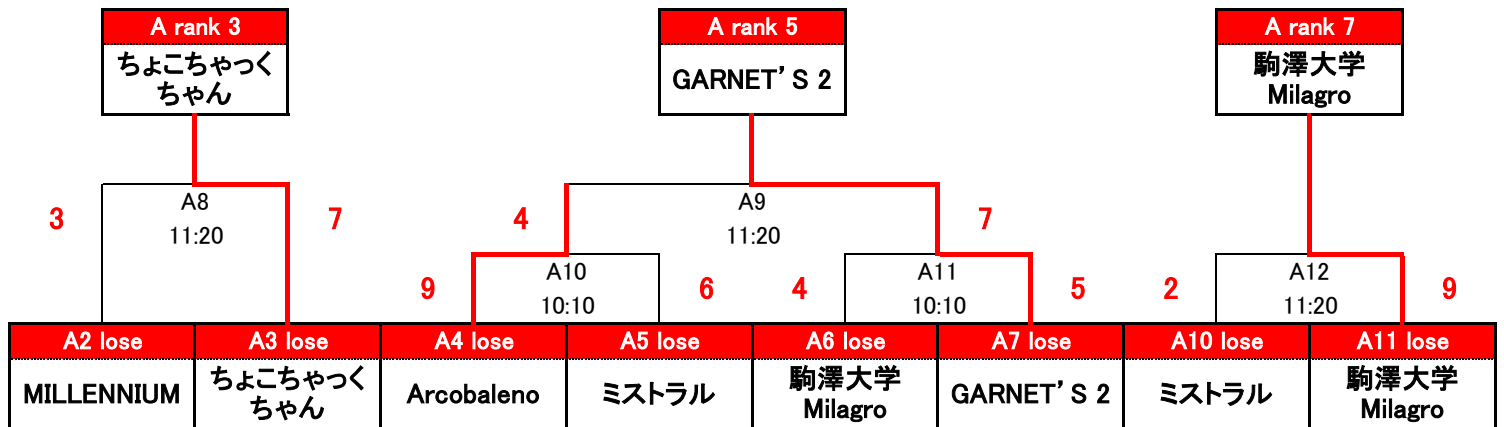 A rank 3
A rank 5
A rank 7
ちょこちゃっく
ちゃん
GARNET'S 2
駒澤大学
Milagro
3
A8
11:20
7
4
A9
11:20
7
9
A10
10:10
6
4
A11
10:10
5
2
A12
11:20
9
A2 lose
A3 lose
A4 lose
A5 lose
A6 lose
A7 lose
A10 lose
A11 lose
MILLENNIUM
ちょこちゃっく
ちゃん
Arcobaleno
ミストラル
駒澤大学
Milagro
GARNET'S 2
ミストラル
駒澤大学
Milagro